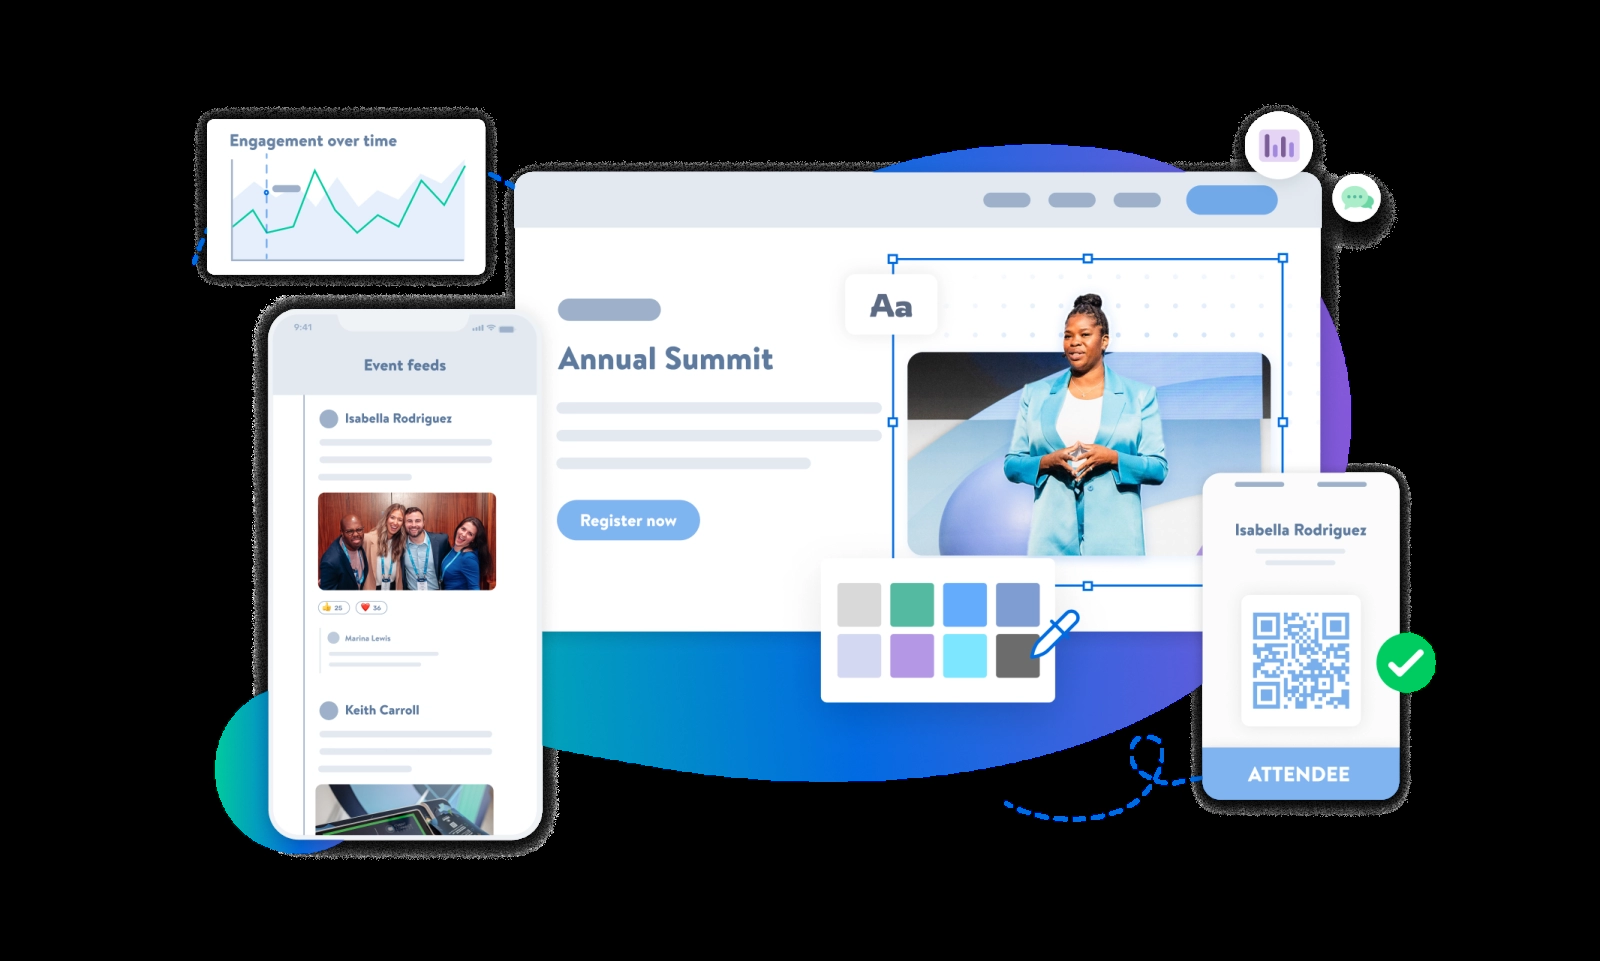 Engagement over time
Aa
Annual Summit
Register now
9:41
Event feeds
Isabella Rodriguez
25
36
Marina Lewis
Keith Carroll
Isabella Rodriguez
ATTENDEE